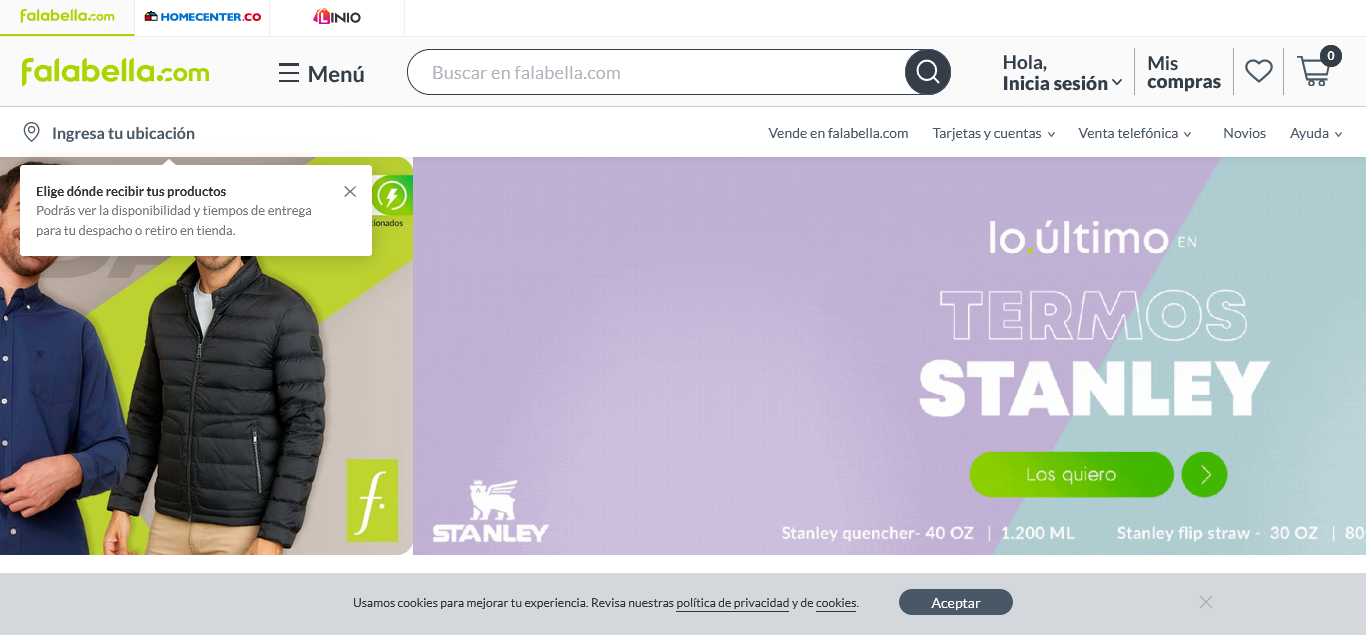 falabella.com
HOMECENTER.CO
LINIO
falabella.com
Menú
Buscar en falabella.com
Hola,
Inicia sesión
Mis
compras
0
Ingresa tu ubicación
Vende en falabella.com
Tarjetas y cuentas
Venta telefónica
Novios
Ayuda
Elige dónde recibir tus productos
Podrás ver la disponibilidad y tiempos de entrega
para tu despacho o retiro en tienda.
lo.último EN
TERMOS
STANLEY
Los quiero
f.
STANLEY
Stanley quencher- 40 OZ | 1.200 ML
Stanley flip straw - 30 OZ | 80
Usamos cookies para mejorar tu experiencia. Revisa nuestras política de privacidad y de cookies.
Aceptar